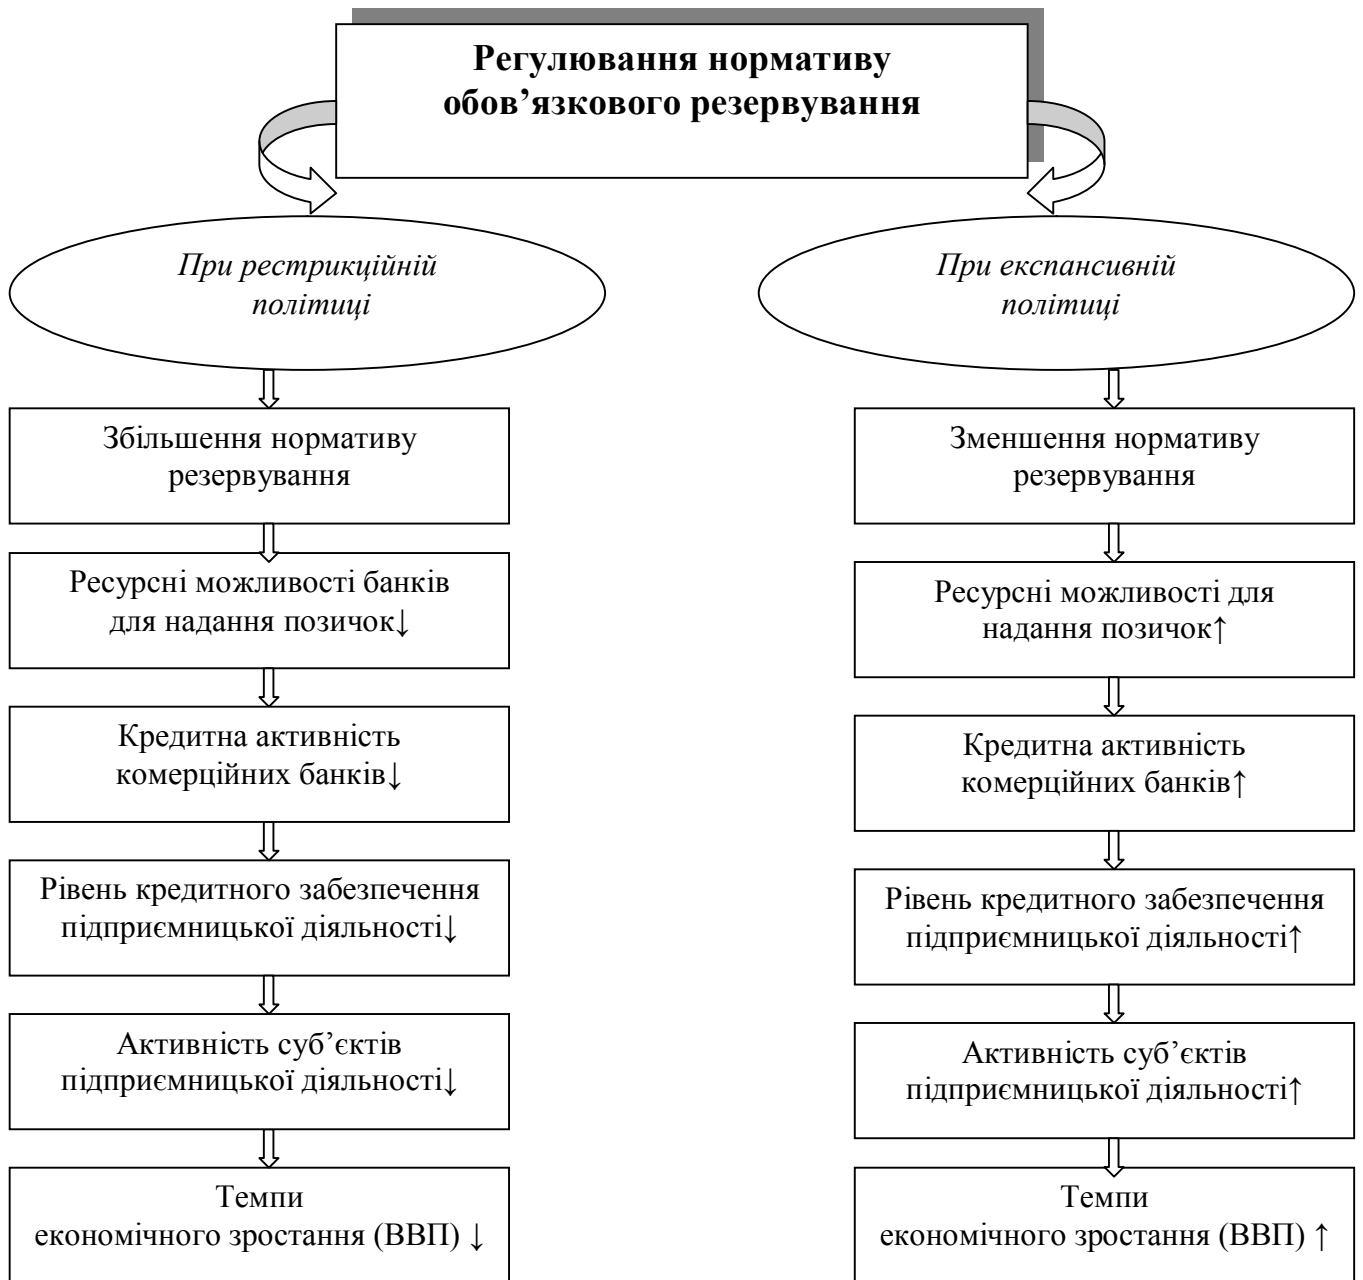 Регулювання нормативу
обов’язкового резервування
При рестрикційній
політиці
Збільшення нормативу
резервування
Ресурсні можливості банків
для надання позичок↓
Кредитна активність
комерційних банків↓
Рівень кредитного забезпечення
підприємницької діяльності↓
Активність суб’єктів
підприємницької діяльності↓
Темпи
економічного зростання (ВВП) ↓
При експансивній
політиці
Зменшення нормативу
резервування
Ресурсні можливості для
надання позичок↑
Кредитна активність
комерційних банків↑
Рівень кредитного забезпечення
підприємницької діяльності↑
Активність суб’єктів
підприємницької діяльності↑
Темпи
економічного зростання (ВВП) ↑